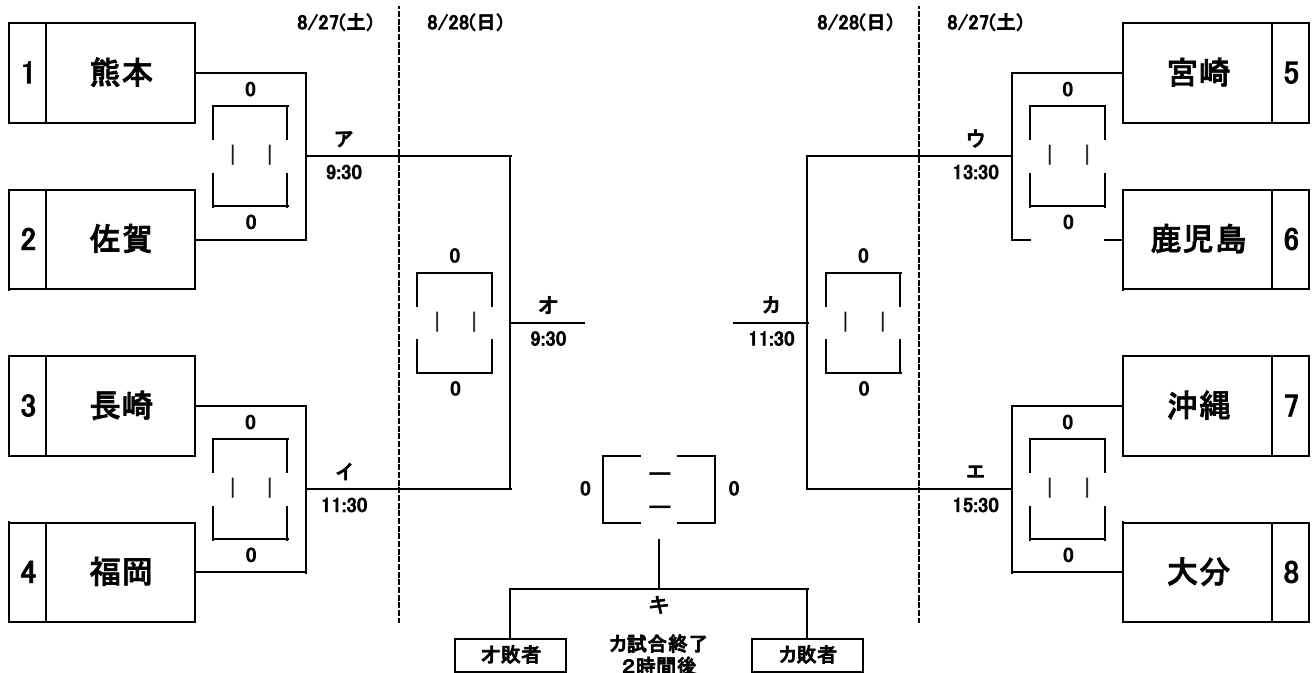 8/27(土) 8/28(日) 8/28(日) 8/27(土)
1 熊本
宮崎 5
0
0
ア
9:30
ウ
13:30
0
0
2 佐賀
鹿児島 6
0
0
オ
9:30
カ
11:30
0
0
3 長崎
沖縄 7
0
0
イ
11:30
エ
15:30
0
0
0 — 0
—
4 福岡
大分 8
キ
オ敗者
カ試合終了
2時間後
カ敗者